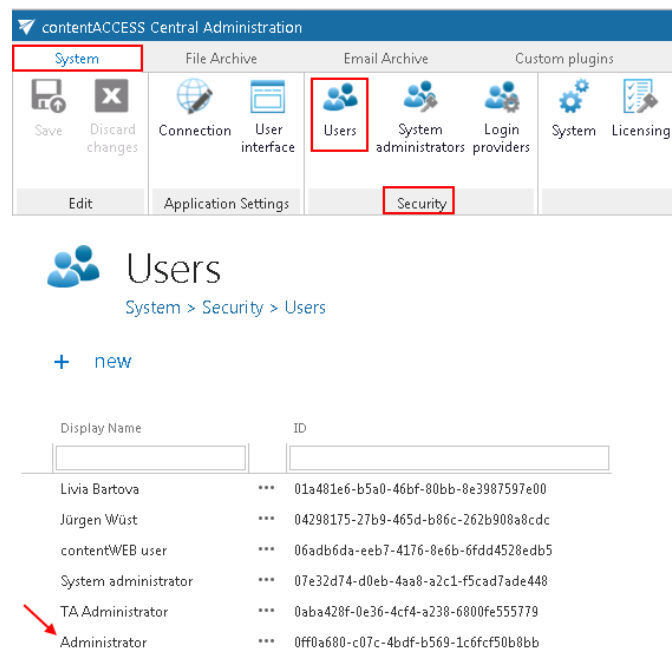 contentACCESS Central Administration
System File Archive Email Archive Custom plugins
Save Discard changes Connection User interface Users System administrators Login providers System Licensing
Edit Application Settings Security
Users
System > Security > Users
+ new
Display Name ID
Livia Bartova ••• 01a481e6-b5a0-46bf-80bb-8e3987597e00
Jürgen Wüst ••• 04298175-27b9-465d-b86c-262b908a8cdc
contentWEB user ••• 06adb6da-eeb7-4176-8e6b-6fdd4528edb5
System administrator ••• 07e32d74-d0eb-4aa8-a2c1-f5cad7ade448
TA Administrator ••• 0aba428f-0e36-4cf4-a238-6800fe555779
Administrator ••• 0ff0a680-c07c-4bdf-b569-1c6fcf50b8bb